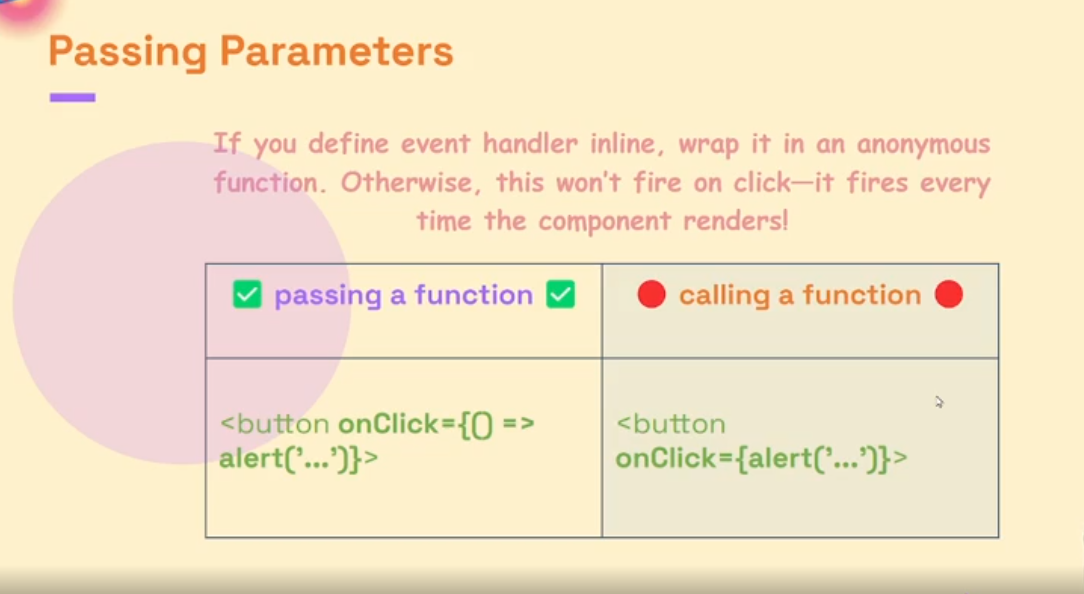 Passing Parameters
If you define event handler inline, wrap it in an anonymous
function. Otherwise, this won't fire on click—it fires every
time the component renders!
✅ passing a function ✅
🔴 calling a function 🔴
<button onClick={() =>
alert('...')}>
<button
onClick={alert('...')}>